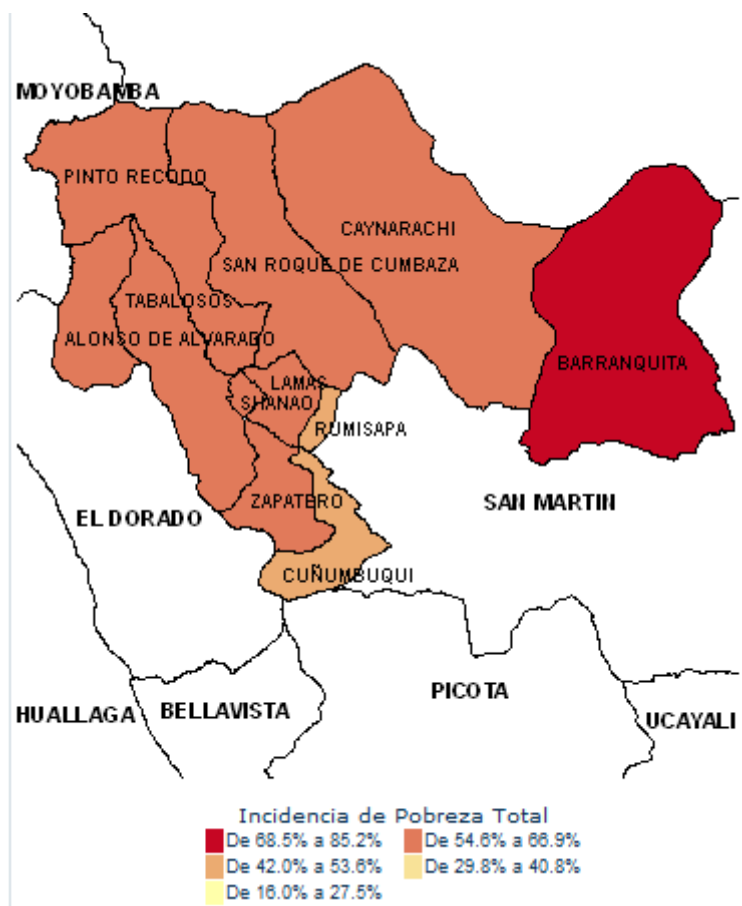 MOYOBAMBA
PINTO RECODO
CAYNARACHI
SAN ROQUE DE CUMBAZA
TABALOSOS
ALONSO DE ALVARADO
BARRANQUITA
LAMAS
SHANAO
RUMISAPA
ZAPATERO
SAN MARTIN
EL DORADO
CUÑUMBUQUI
PICOTA
HUALLAGA
BELLAVISTA
UCAYALI
Incidencia de Pobreza Total
De 68.5% a 85.2% De 54.6% a 66.9%
De 42.0% a 53.6% De 29.8% a 40.8%
De 16.0% a 27.5%